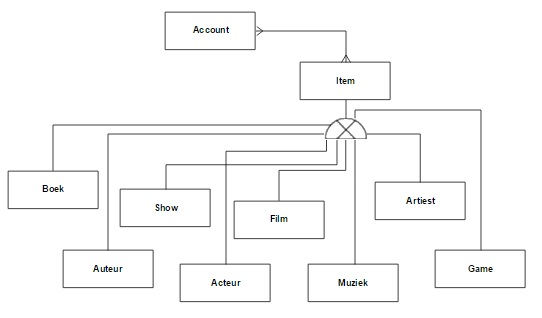 Account
Item
Boek
Show
Film
Artiest
Auteur
Acteur
Muziek
Game